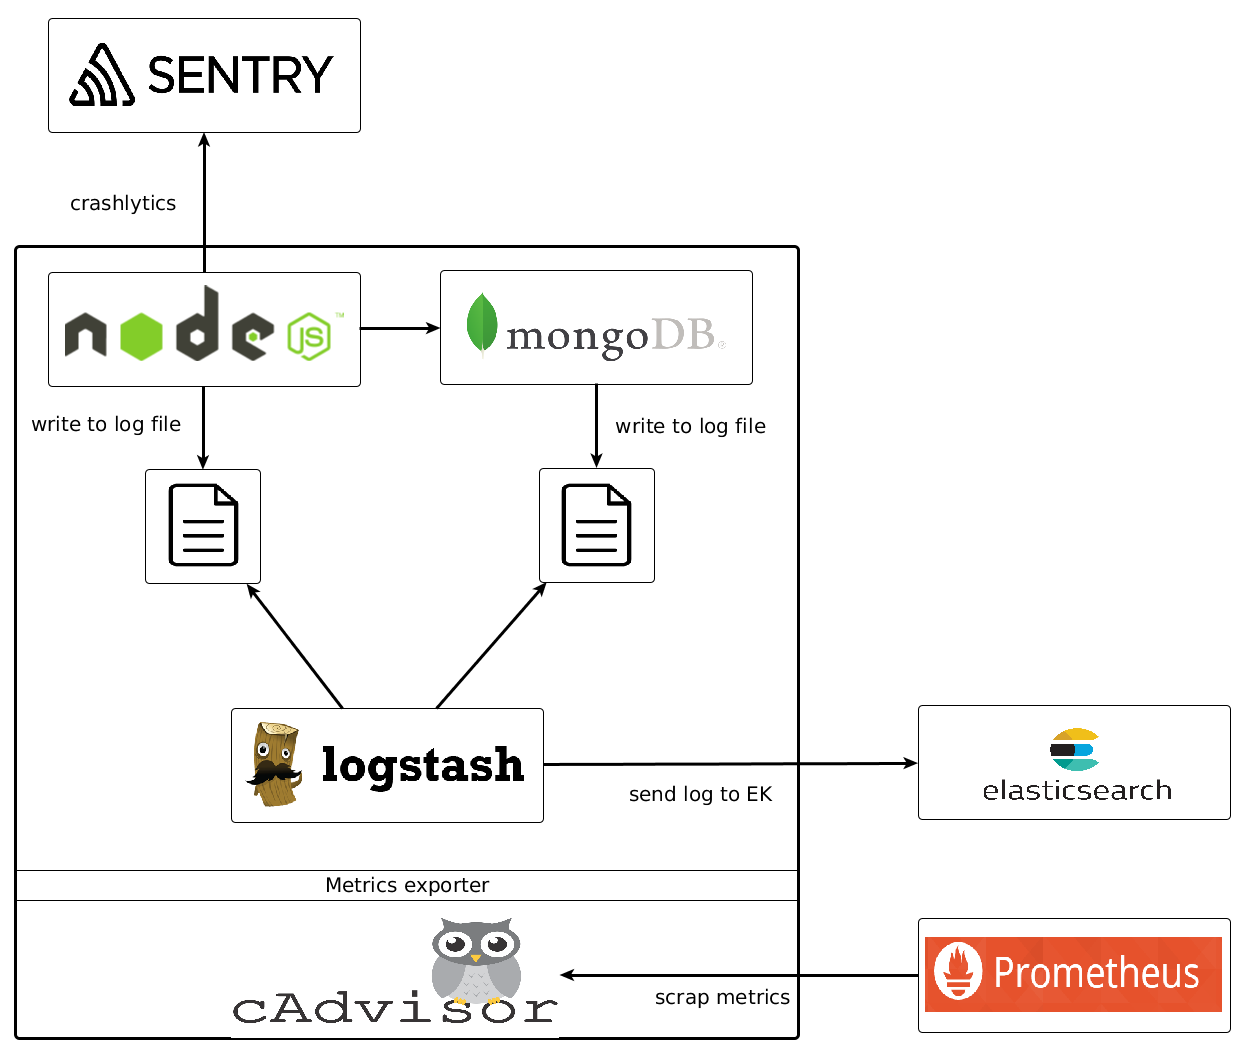 SENTRY
crashlytics
node JS ™
mongoDB
write to log file
write to log file
logstash
send log to EK
elasticsearch
Metrics exporter
cAdvisor
scrap metrics
Prometheus